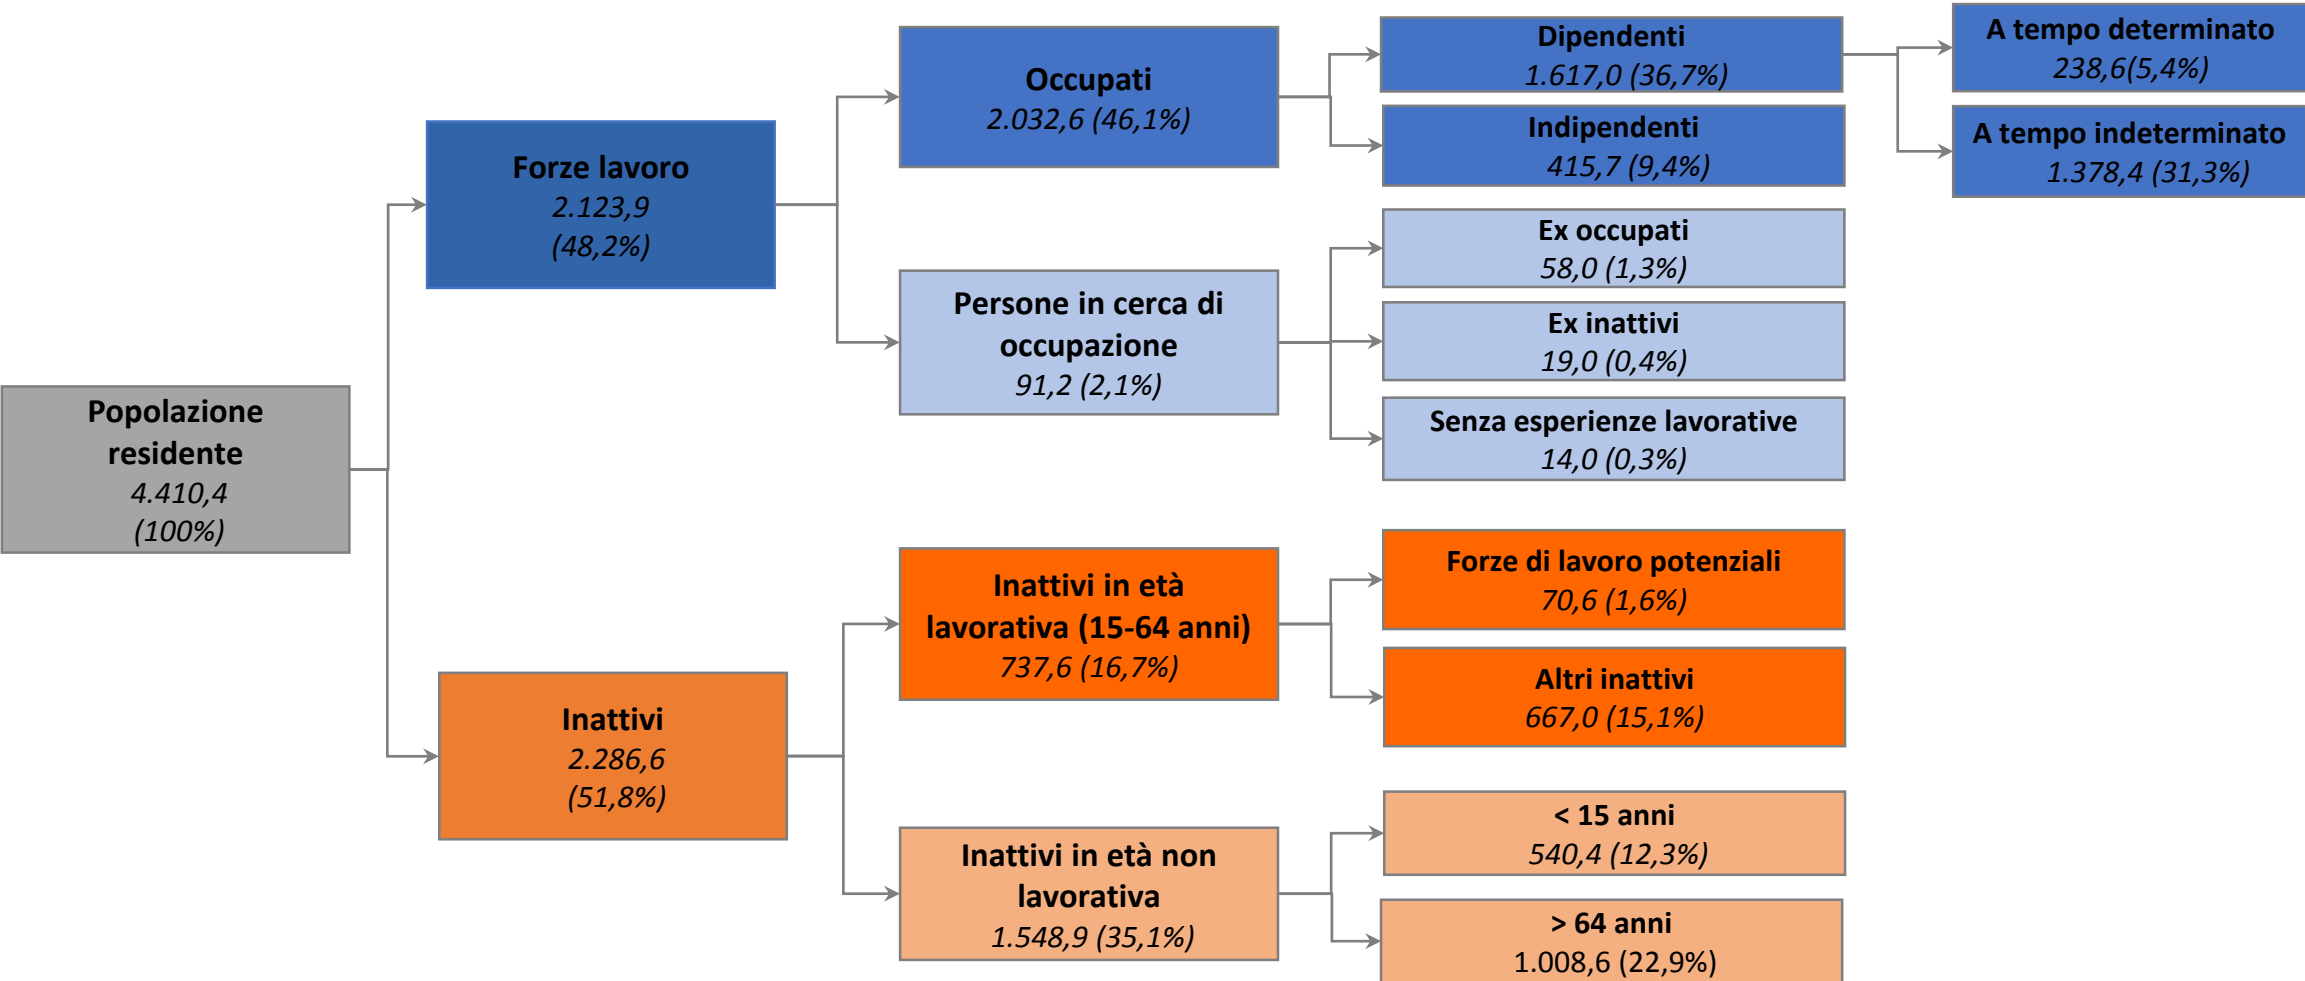 Popolazione
residente
4.410,4
(100%)
Forze lavoro
2.123,9
(48,2%)
Occupati
2.032,6 (46,1%)
Dipendenti
1.617,0 (36,7%)
A tempo determinato
238,6(5,4%)
A tempo indeterminato
1.378,4 (31,3%)
Indipendenti
415,7 (9,4%)
Persone in cerca di
occupazione
91,2 (2,1%)
Ex occupati
58,0 (1,3%)
Ex inattivi
19,0 (0,4%)
Senza esperienze lavorative
14,0 (0,3%)
Inattivi
2.286,6
(51,8%)
Inattivi in età
lavorativa (15-64 anni)
737,6 (16,7%)
Forze di lavoro potenziali
70,6 (1,6%)
Altri inattivi
667,0 (15,1%)
Inattivi in età non
lavorativa
1.548,9 (35,1%)
< 15 anni
540,4 (12,3%)
> 64 anni
1.008,6 (22,9%)